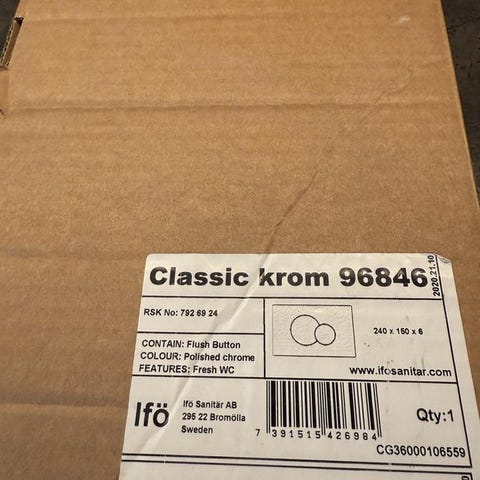 Classic krom 96846
2020.21.10
RSK No: 792 69 24
240 x 150 x 6
CONTAIN: Flush Button
COLOUR: Polished chrome
FEATURES: Fresh WC
www.ifosanitar.com
Ifö
Ifö Sanitär AB
295 22 Bromölla
Sweden
7 391515 426984
Qty:1
CG36000106559